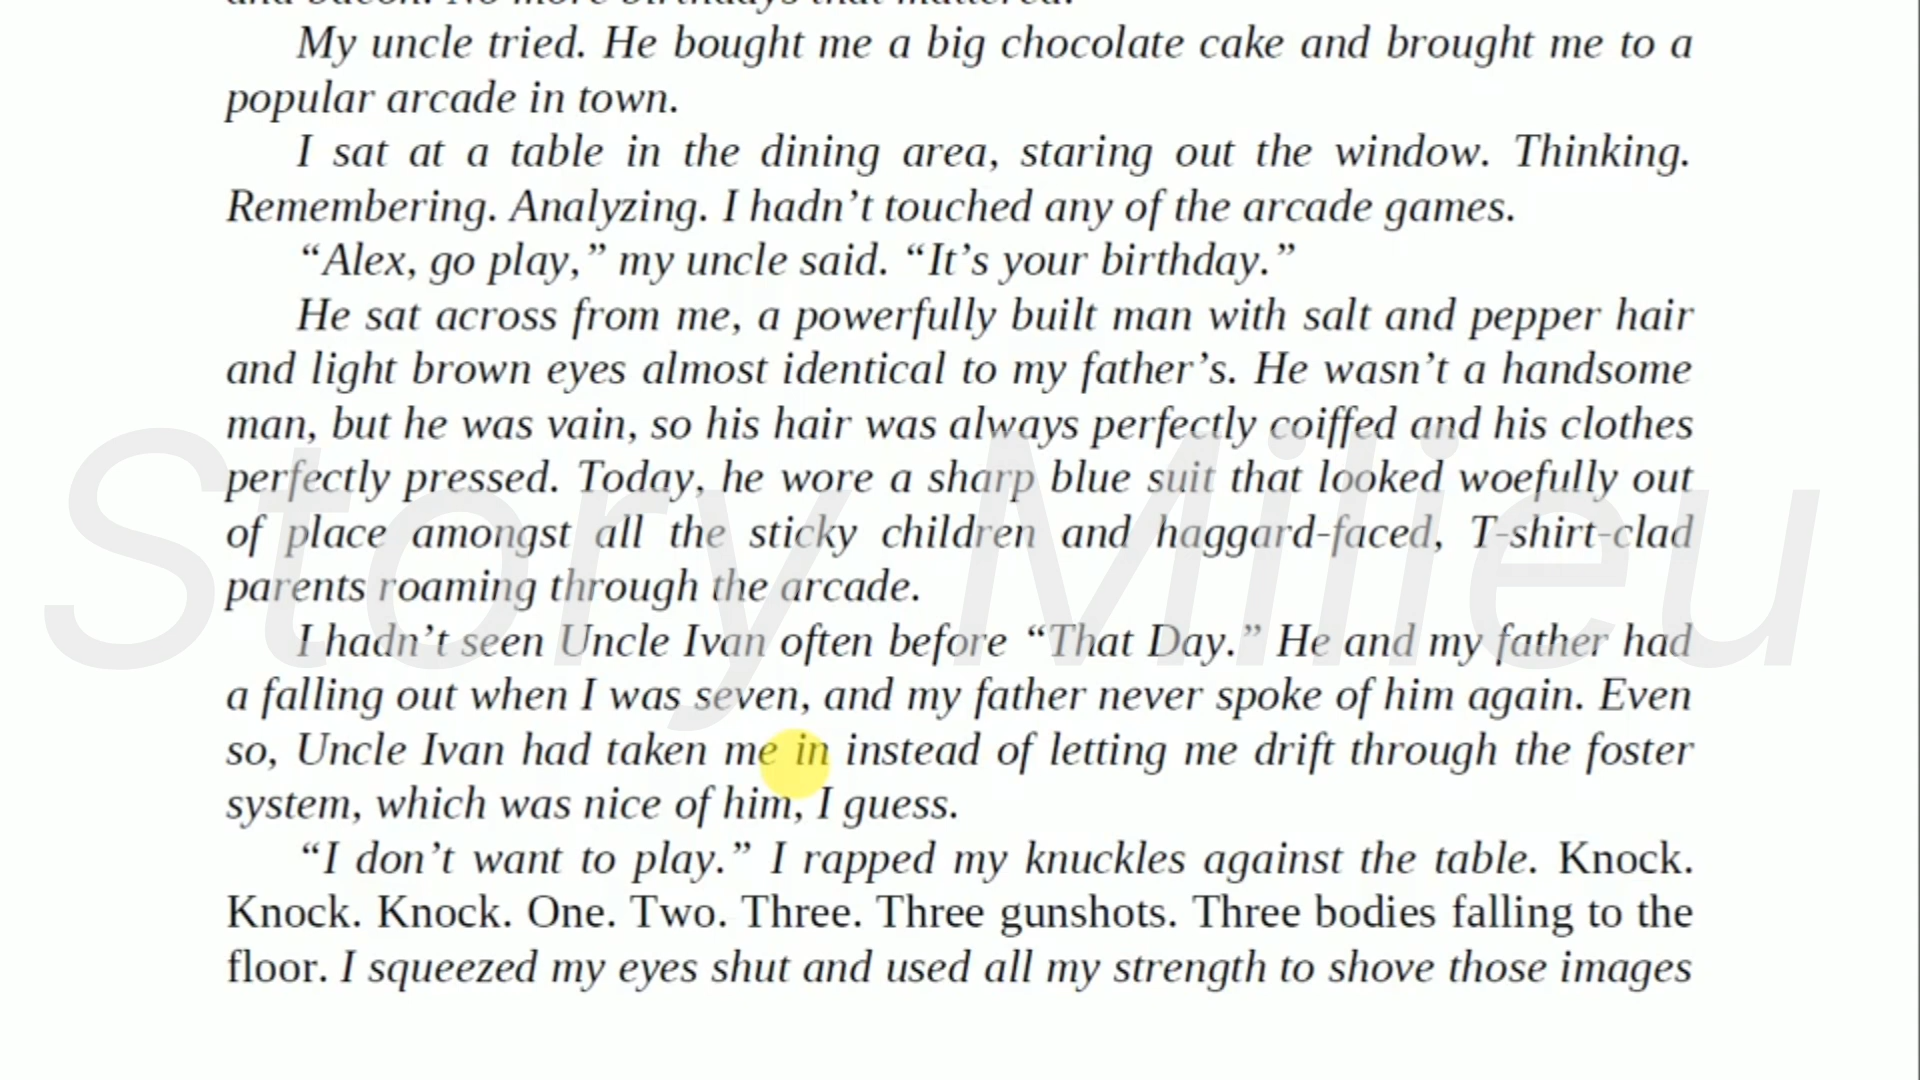 and bacon. No more birthdays that mattered.
My uncle tried. He bought me a big chocolate cake and brought me to a
popular arcade in town.
I sat at a table in the dining area, staring out the window. Thinking.
Remembering. Analyzing. I hadn’t touched any of the arcade games.
“Alex, go play,” my uncle said. “It’s your birthday.”
He sat across from me, a powerfully built man with salt and pepper hair
and light brown eyes almost identical to my father’s. He wasn’t a handsome
man, but he was vain, so his hair was always perfectly coiffed and his clothes
perfectly pressed. Today, he wore a sharp blue suit that looked woefully out
of place amongst all the sticky children and haggard-faced, T-shirt-clad
parents roaming through the arcade.
I hadn’t seen Uncle Ivan often before “That Day.” He and my father had
a falling out when I was seven, and my father never spoke of him again. Even
so, Uncle Ivan had taken me in instead of letting me drift through the foster
system, which was nice of him, I guess.
“I don’t want to play.” I rapped my knuckles against the table. Knock.
Knock. Knock. One. Two. Three. Three gunshots. Three bodies falling to the
floor. I squeezed my eyes shut and used all my strength to shove those images
Story Milieu